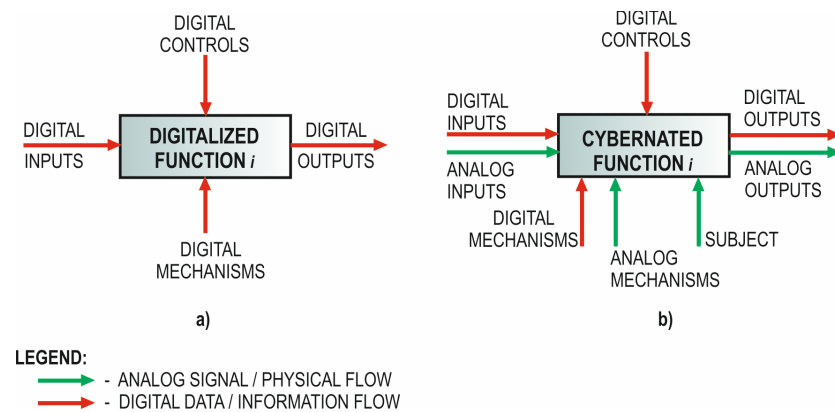 DIGITAL
CONTROLS
DIGITAL
INPUTS
DIGITALIZED
FUNCTION i
DIGITAL
OUTPUTS
DIGITAL
MECHANISMS
a)
DIGITAL
CONTROLS
DIGITAL
INPUTS
ANALOG
INPUTS
CYBERNATED
FUNCTION i
DIGITAL
OUTPUTS
ANALOG
OUTPUTS
DIGITAL
MECHANISMS
ANALOG
MECHANISMS
SUBJECT
b)
LEGEND:
- ANALOG SIGNAL / PHYSICAL FLOW
- DIGITAL DATA / INFORMATION FLOW